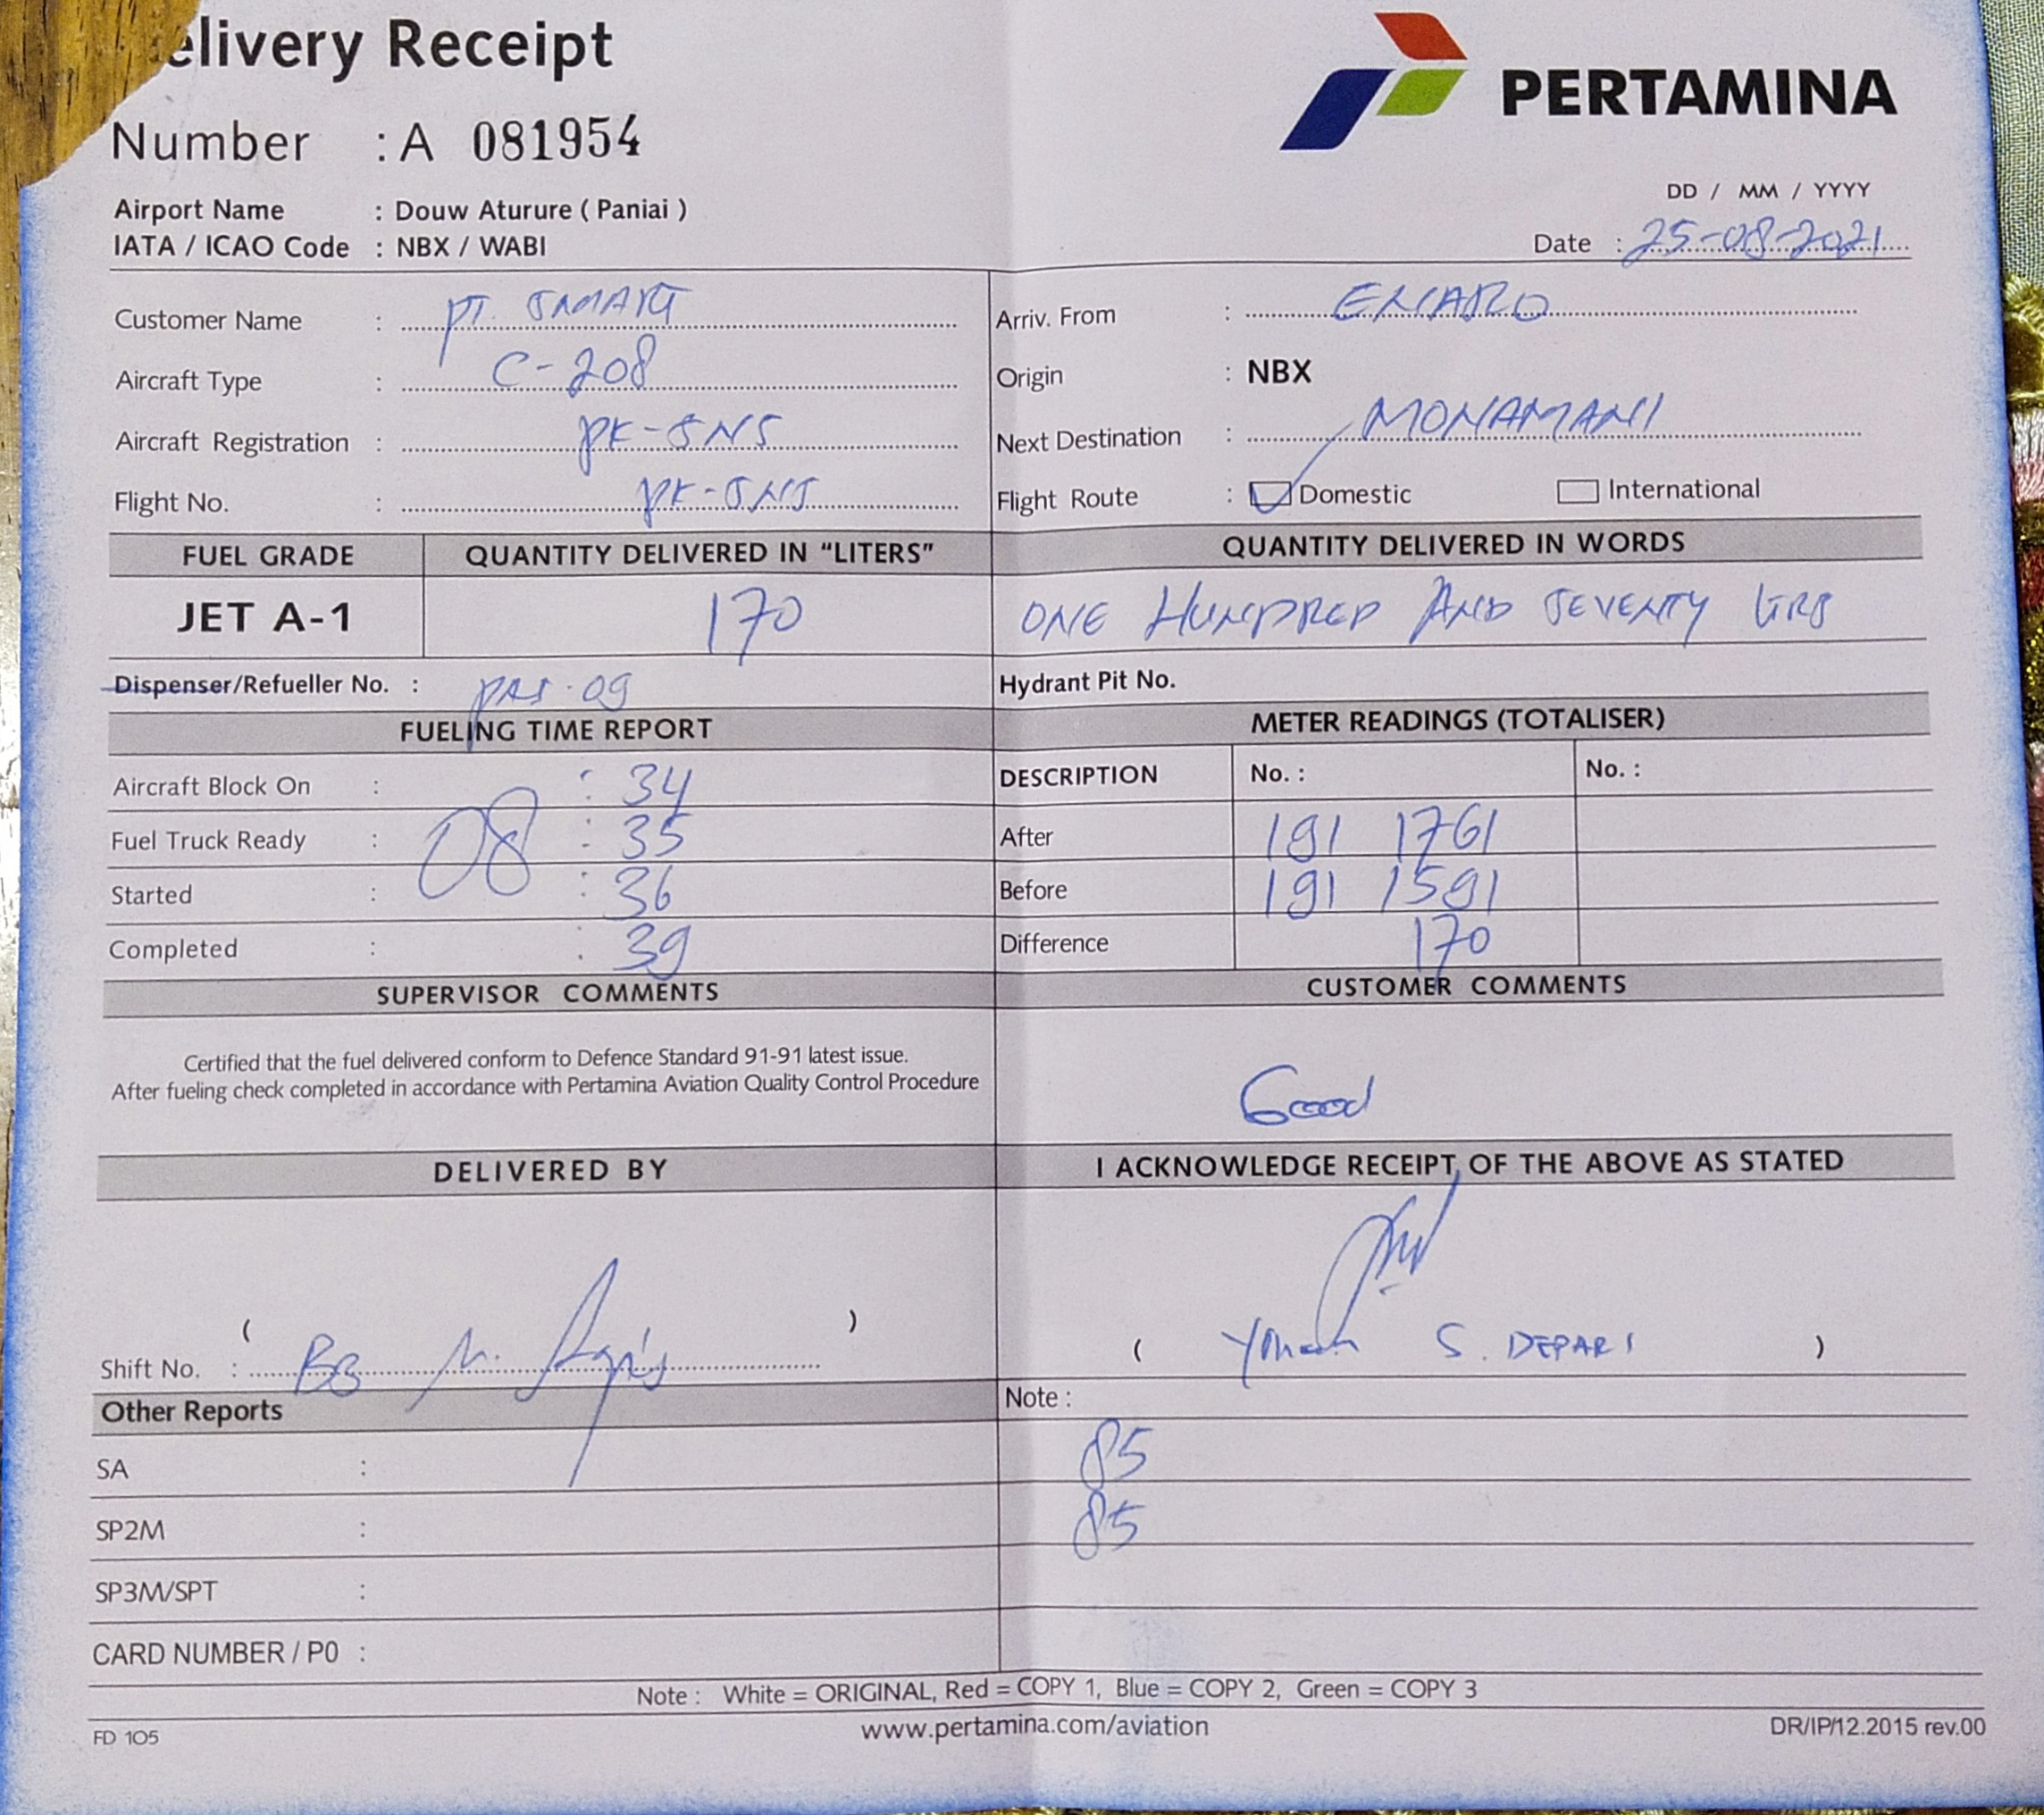 elivery Receipt
PERTAMINA
Number : A 081954
DD / MM / YYYY
Airport Name : Douw Aturure ( Paniai )
IATA / ICAO Code : NBX / WABI
Date : 25-08-2021
Customer Name : PT. SMART
Arriv. From :
Aircraft Type : C-208
Origin : NBX
Aircraft Registration : PK-SNS
Next Destination : MONAMANI
Flight No. : PK-SNS
Flight Route : Domestic International
FUEL GRADE QUANTITY DELIVERED IN “LITERS” QUANTITY DELIVERED IN WORDS
JET A-1 170 ONE HUNDRED AND SEVENTY LTRS
Dispenser/Refueller No. : PAS-09
Hydrant Pit No.
FUELING TIME REPORT METER READINGS (TOTALISER)
Aircraft Block On : : 34
DESCRIPTION No. : No. :
Fuel Truck Ready : 08 : 35
After 191 1761
Started : : 36
Before 191 1591
Completed : : 39
Difference 170
SUPERVISOR COMMENTS CUSTOMER COMMENTS
Certified that the fuel delivered conform to Defence Standard 91-91 latest issue.
After fueling check completed in accordance with Pertamina Aviation Quality Control Procedure
Good
DELIVERED BY I ACKNOWLEDGE RECEIPT OF THE ABOVE AS STATED
( )
( S. DEPARI )
Shift No. :
Other Reports
Note :
SA : 85
SP2M : 85
SP3M/SPT :
CARD NUMBER / P0 :
Note : White = ORIGINAL, Red = COPY 1, Blue = COPY 2, Green = COPY 3
FD 105 www.pertamina.com/aviation DR/IP/12.2015 rev.00